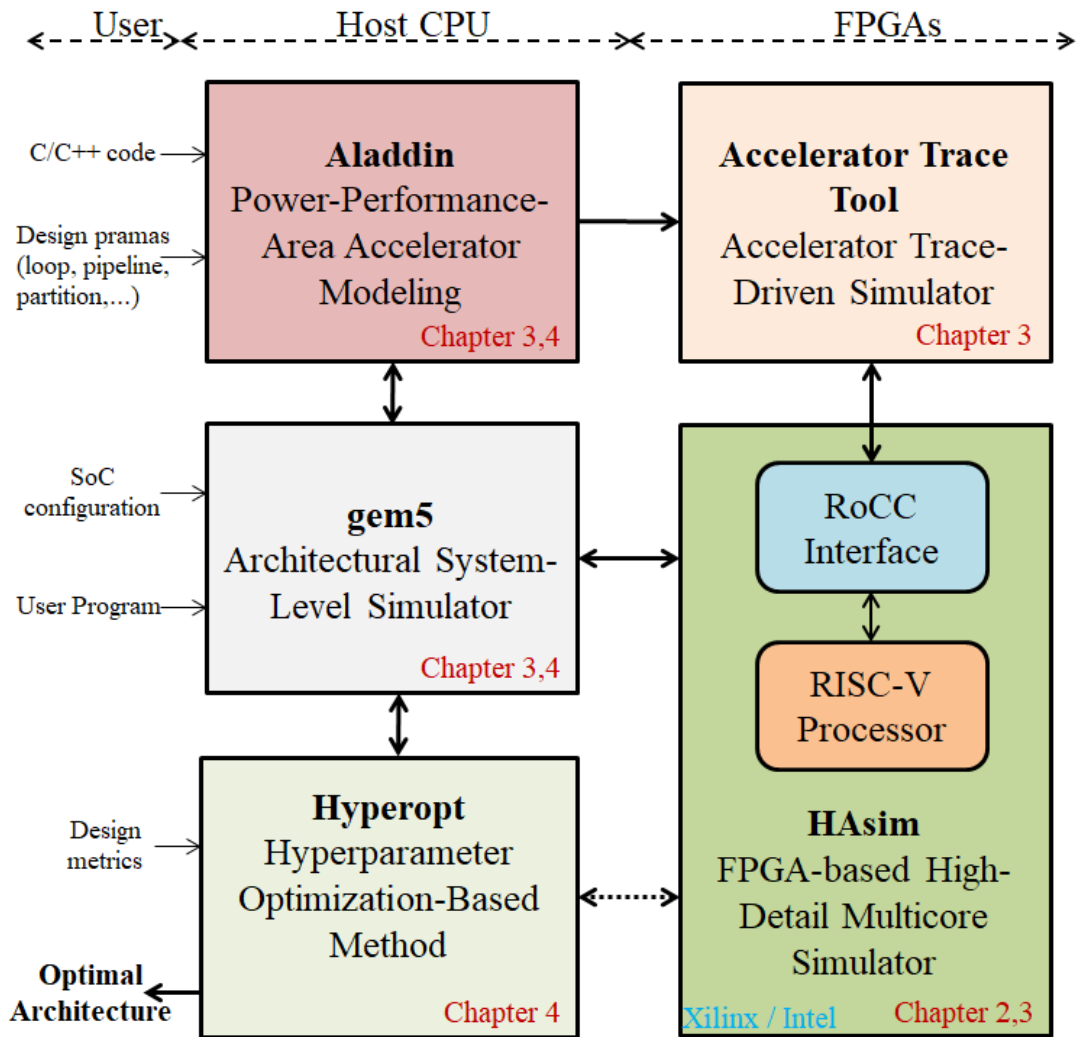 User
Host CPU
FPGAs
C/C++ code
Design pramas
(loop, pipeline,
partition,...)
Aladdin
Power-Performance-
Area Accelerator
Modeling
Chapter 3,4
Accelerator Trace
Tool
Accelerator Trace-
Driven Simulator
Chapter 3
SoC
configuration
User Program
gem5
Architectural System-
Level Simulator
Chapter 3,4
RoCC
Interface
RISC-V
Processor
HAsim
FPGA-based High-
Detail Multicore
Simulator
Xilinx / Intel
Chapter 2,3
Design
metrics
Hyperopt
Hyperparameter
Optimization-Based
Method
Chapter 4
Optimal
Architecture